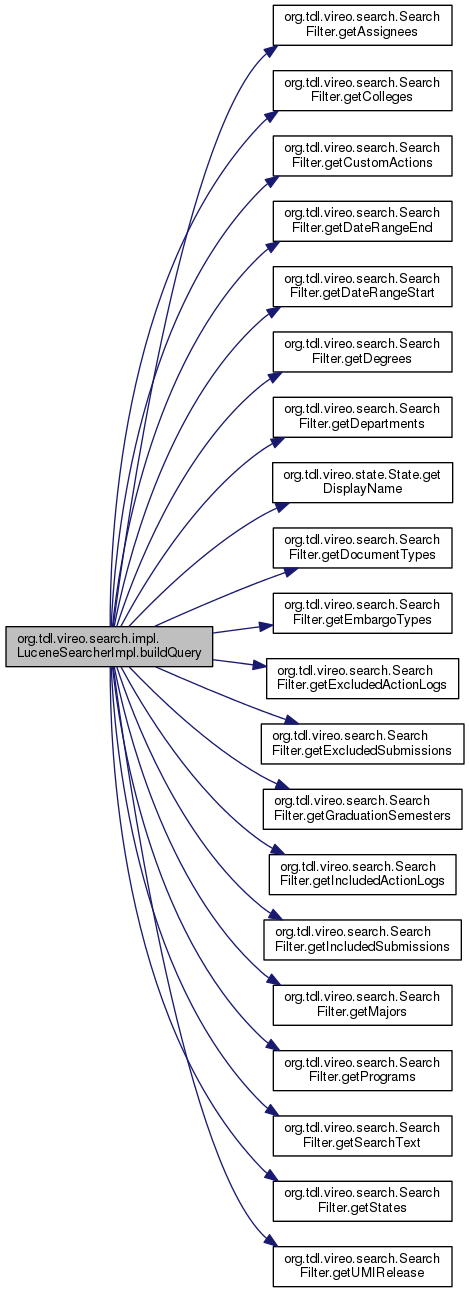 org.tdl.vireo.search.Search
Filter.getAssignees
org.tdl.vireo.search.Search
Filter.getColleges
org.tdl.vireo.search.Search
Filter.getCustomActions
org.tdl.vireo.search.Search
Filter.getDateRangeEnd
org.tdl.vireo.search.Search
Filter.getDateRangeStart
org.tdl.vireo.search.Search
Filter.getDegrees
org.tdl.vireo.search.Search
Filter.getDepartments
org.tdl.vireo.state.State.get
DisplayName
org.tdl.vireo.search.Search
Filter.getDocumentTypes
org.tdl.vireo.search.Search
Filter.getEmbargoTypes
org.tdl.vireo.search.impl.
LuceneSearcherImpl.buildQuery
org.tdl.vireo.search.Search
Filter.getExcludedActionLogs
org.tdl.vireo.search.Search
Filter.getExcludedSubmissions
org.tdl.vireo.search.Search
Filter.getGraduationSemesters
org.tdl.vireo.search.Search
Filter.getIncludedActionLogs
org.tdl.vireo.search.Search
Filter.getIncludedSubmissions
org.tdl.vireo.search.Search
Filter.getMajors
org.tdl.vireo.search.Search
Filter.getPrograms
org.tdl.vireo.search.Search
Filter.getSearchText
org.tdl.vireo.search.Search
Filter.getStates
org.tdl.vireo.search.Search
Filter.getUMIRelease